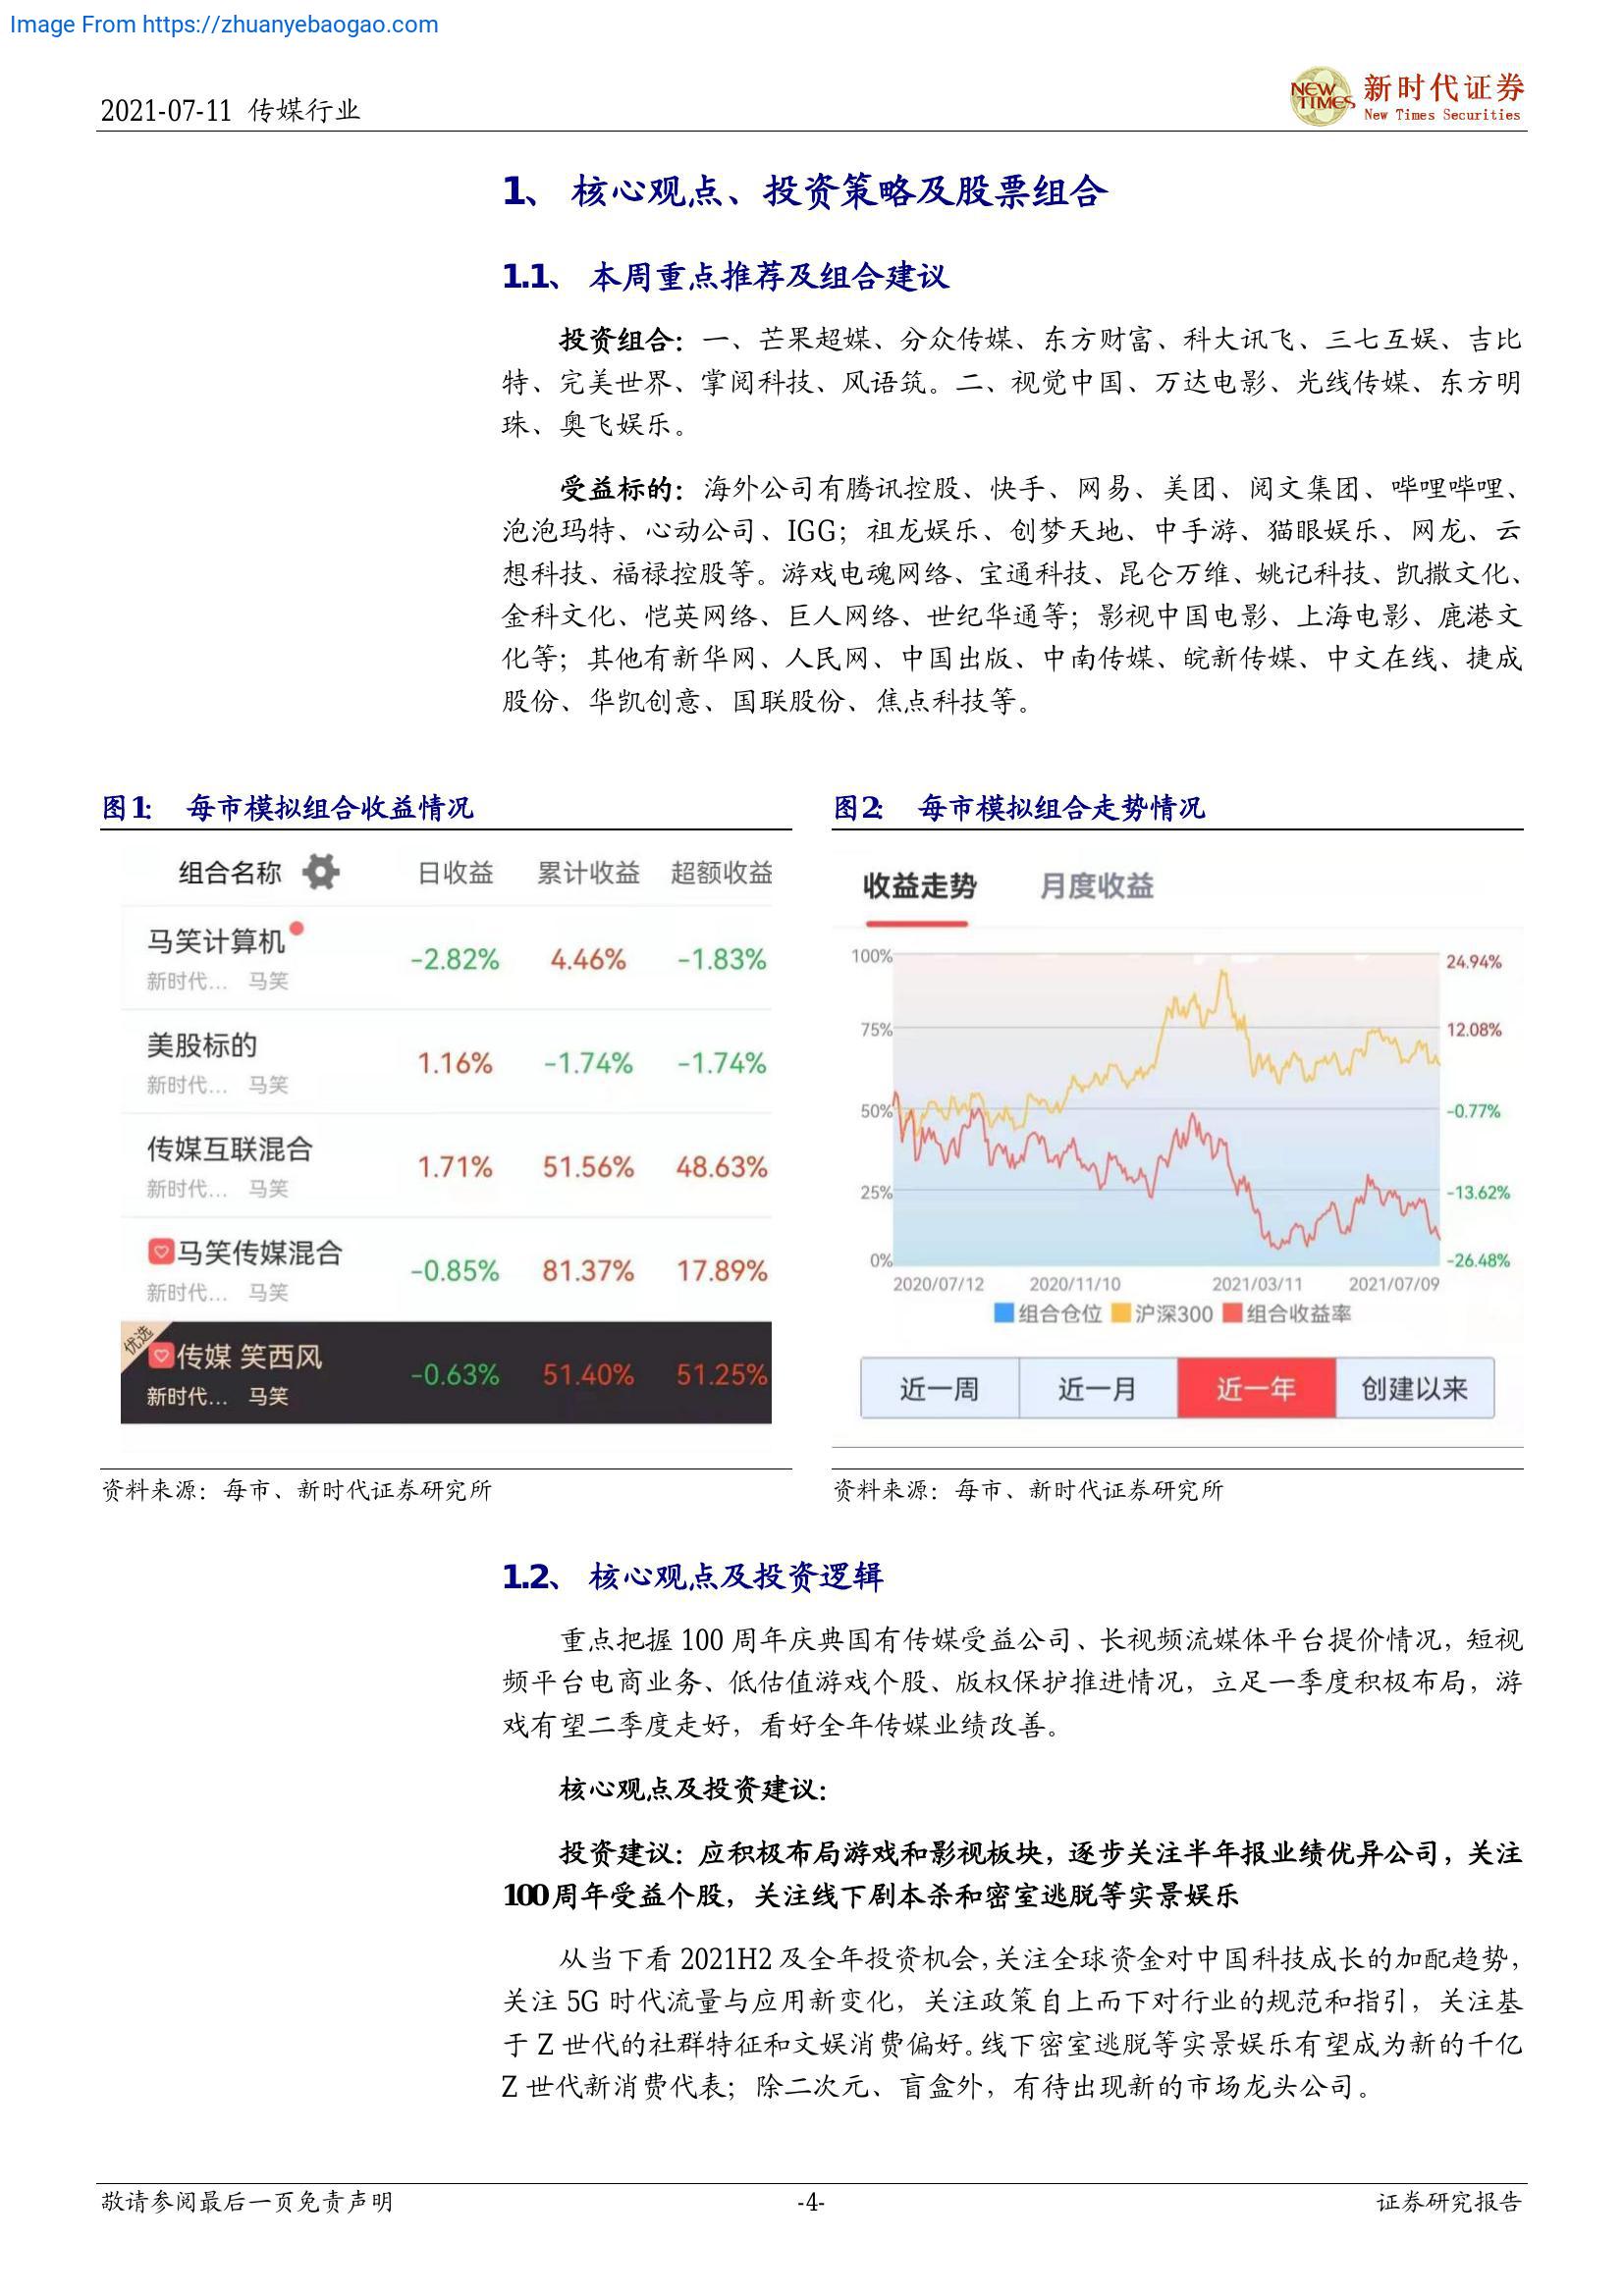 Image From https://zhuanyebaogao.com
2021-07-11 传媒行业
NEW TIMES
新时代证券
New Times Securities
1、 核心观点、投资策略及股票组合
1.1、 本周重点推荐及组合建议
投资组合：一、芒果超媒、分众传媒、东方财富、科大讯飞、三七互娱、吉比
特、完美世界、掌阅科技、风语筑。二、视觉中国、万达电影、光线传媒、东方明
珠、奥飞娱乐。
受益标的：海外公司有腾讯控股、快手、网易、美团、阅文集团、哔哩哔哩、
泡泡玛特、心动公司、IGG；祖龙娱乐、创梦天地、中手游、猫眼娱乐、网龙、云
想科技、福禄控股等。游戏电魂网络、宝通科技、昆仑万维、姚记科技、凯撒文化、
金科文化、恺英网络、巨人网络、世纪华通等；影视中国电影、上海电影、鹿港文
化等；其他有新华网、人民网、中国出版、中南传媒、皖新传媒、中文在线、捷成
股份、华凯创意、国联股份、焦点科技等。
图1： 每市模拟组合收益情况
组合名称 日收益 累计收益 超额收益
马笑计算机 -2.82% 4.46% -1.83%
新时代... 马笑
美股标的 1.16% -1.74% -1.74%
新时代... 马笑
传媒互联混合 1.71% 51.56% 48.63%
新时代... 马笑
马笑传媒混合 -0.85% 81.37% 17.89%
新时代... 马笑
优选
传媒 笑西风 -0.63% 51.40% 51.25%
新时代... 马笑
资料来源：每市、新时代证券研究所
图2： 每市模拟组合走势情况
收益走势 月度收益
100% 24.94%
75% 12.08%
50% -0.77%
25% -13.62%
0% -26.48%
2020/07/12 2020/11/10 2021/03/11 2021/07/09
组合仓位 沪深300 组合收益率
近一周 近一月 近一年 创建以来
资料来源：每市、新时代证券研究所
1.2、 核心观点及投资逻辑
重点把握 100 周年庆典国有传媒受益公司、长视频流媒体平台提价情况，短视
频平台电商业务、低估值游戏个股、版权保护推进情况，立足一季度积极布局，游
戏有望二季度走好，看好全年传媒业绩改善。
核心观点及投资建议：
投资建议：应积极布局游戏和影视板块，逐步关注半年报业绩优异公司，关注
100周年受益个股，关注线下剧本杀和密室逃脱等实景娱乐
从当下看 2021H2 及全年投资机会，关注全球资金对中国科技成长的加配趋势，
关注 5G 时代流量与应用新变化，关注政策自上而下对行业的规范和指引，关注基
于 Z 世代的社群特征和文娱消费偏好。线下密室逃脱等实景娱乐有望成为新的千亿
Z 世代新消费代表；除二次元、盲盒外，有待出现新的市场龙头公司。
敬请参阅最后一页免责声明 -4- 证券研究报告